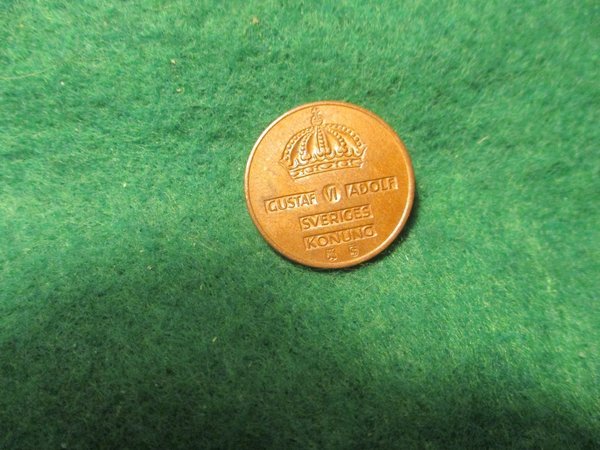 GUSTAF VI ADOLF
SVERIGES
KONUNG